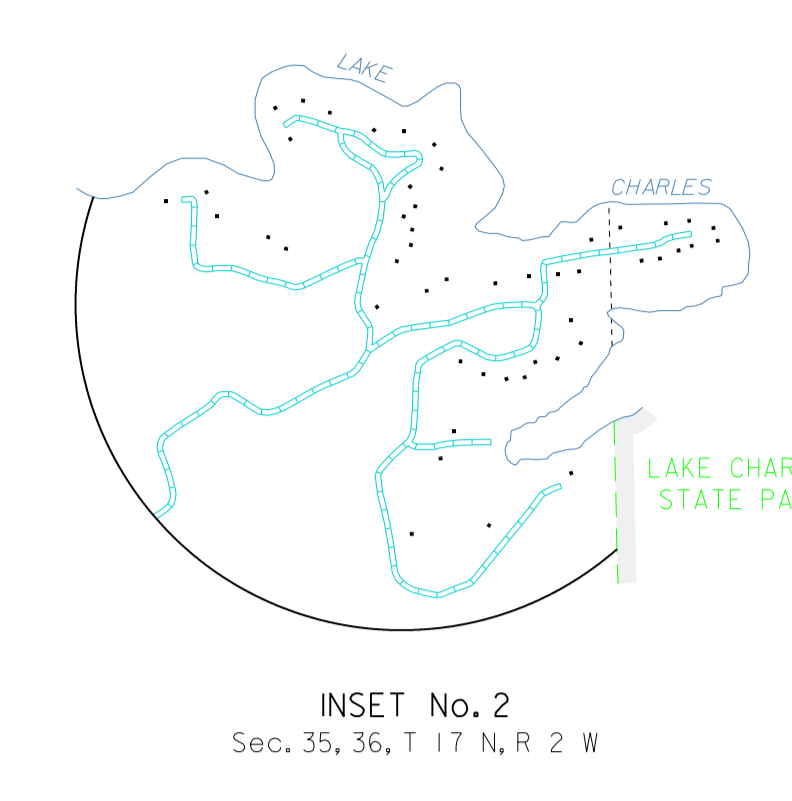 LAKE
CHARLES
LAKE CHAR
STATE PA
INSET No. 2
Sec. 35, 36, T 17 N, R 2 W